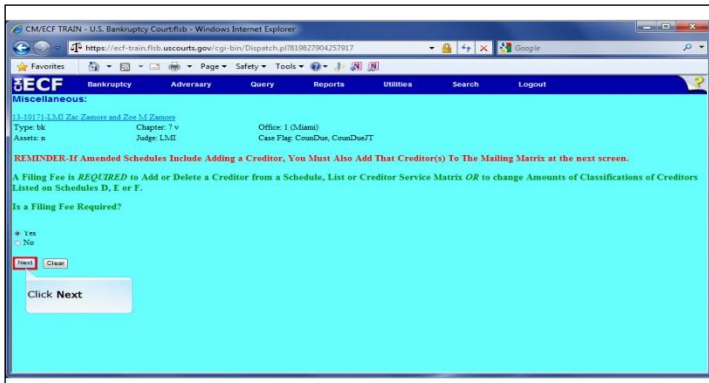 CM/ECF TRAIN - U.S. Bankruptcy Court:flsb - Windows Internet Explorer
https://ecf-train.flsb.uscourts.gov/cgi-bin/Dispatch.pl?819827904257917
Google
Favorites Page Safety Tools
ECF Bankruptcy Adversary Query Reports Utilities Search Logout ?
Miscellaneous:
13-10171-LMI Zac Zamora and Zoe M Zamora
Type: bk Chapter: 7 v Office: 1 (Miami)
Assets: n Judge: LMI Case Flag: CounDue, CounDueJT
REMINDER-If Amended Schedules Include Adding a Creditor, You Must Also Add That Creditor(s) To The Mailing Matrix at the next screen.
A Filing Fee is REQUIRED to Add or Delete a Creditor from a Schedule, List or Creditor Service Matrix OR to change Amounts of Classifications of Creditors
Listed on Schedules D, E or F.
Is a Filing Fee Required?
Yes
No
Next Clear
Click Next